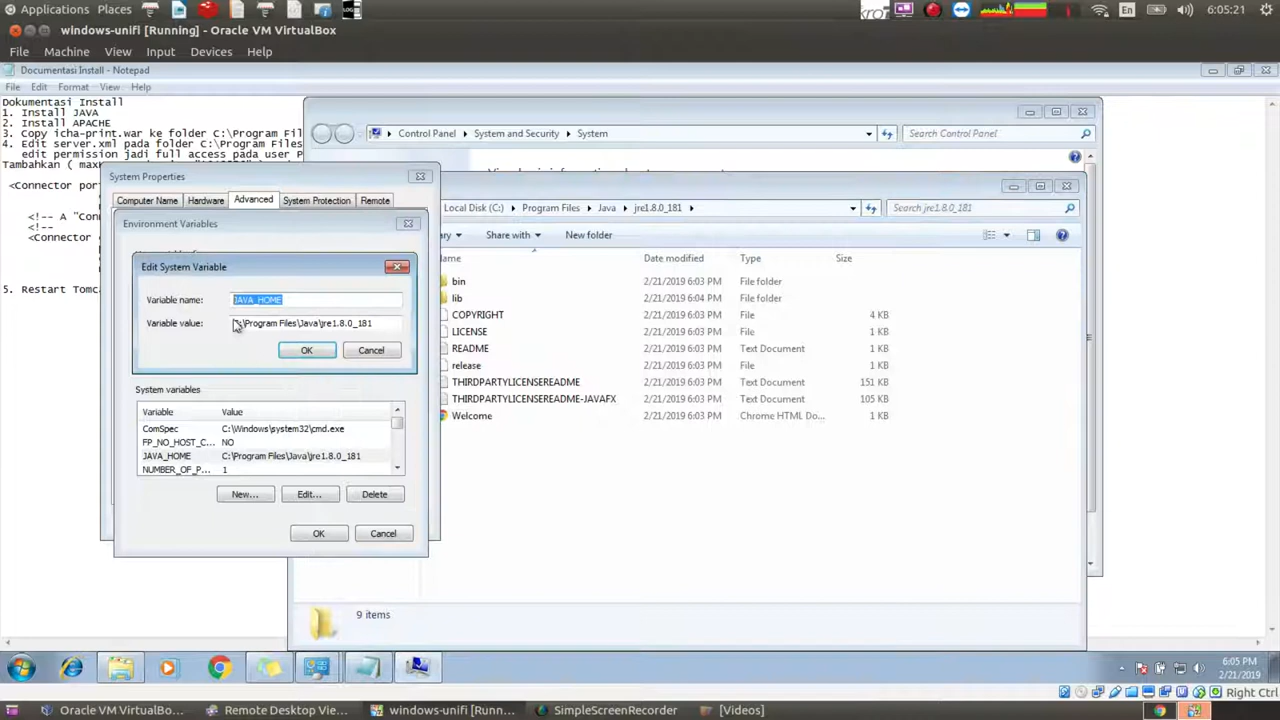 Applications Places
krot
En
6:05:21
windows-unifi [Running] - Oracle VM VirtualBox
File Machine View Input Devices Help
Documentasi Install - Notepad
File Edit Format View Help
Dokumentasi Install
1. Install JAVA
2. Install APACHE
3. Copy icha-print.war ke folder C:\Program Fil
4. Edit server.xml pada folder C:\Program Files
edit permission jadi full access pada user P
Tambahkan ( max
<Connector por
<!-- A "Con
<!--
<Connector
5. Restart Tomc
Control Panel System and Security System
Search Control Panel
System Properties
Computer Name Hardware Advanced System Protection Remote
Environment Variables
Edit System Variable
Variable name: JAVA_HOME
Variable value: C:\Program Files\Java\jre1.8.0_181
OK Cancel
System variables
Variable Value
ComSpec C:\Windows\system32\cmd.exe
FP_NO_HOST_C... NO
JAVA_HOME C:\Program Files\Java\jre1.8.0_181
NUMBER_OF_P... 1
New... Edit... Delete
OK Cancel
Local Disk (C:) Program Files Java jre1.8.0_181
Search jre1.8.0_181
ary Share with New folder
Name Date modified Type Size
bin 2/21/2019 6:03 PM File folder
lib 2/21/2019 6:04 PM File folder
COPYRIGHT 2/21/2019 6:03 PM File 4 KB
LICENSE 2/21/2019 6:03 PM File 1 KB
README 2/21/2019 6:03 PM Text Document 1 KB
release 2/21/2019 6:03 PM File 1 KB
THIRDPARTYLICENSEREADME 2/21/2019 6:03 PM Text Document 151 KB
THIRDPARTYLICENSEREADME-JAVAFX 2/21/2019 6:03 PM Text Document 105 KB
Welcome 2/21/2019 6:03 PM Chrome HTML Do... 1 KB
9 items
6:05 PM
2/21/2019
Right Ctrl
Oracle VM VirtualBo... Remote Desktop Vie... windows-unifi [Runn... SimpleScreenRecorder [Videos]